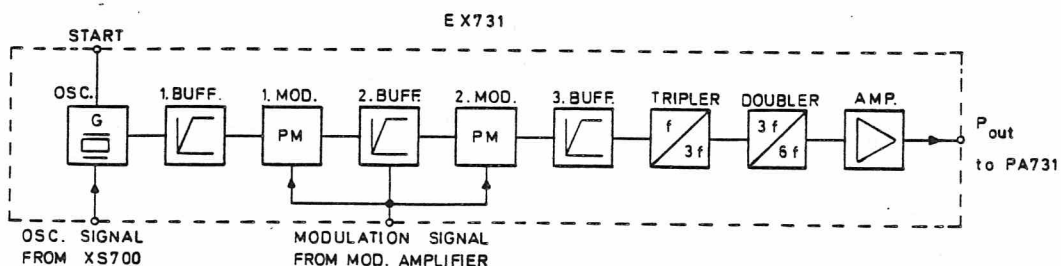 EX731
START
OSC.
1.BUFF.
1.MOD.
2.BUFF.
2.MOD.
3.BUFF.
TRIPLER
DOUBLER
AMP.
G
PM
PM
f
3f
3f
6f
Pout
to PA731
OSC. SIGNAL
FROM XS700
MODULATION SIGNAL
FROM MOD. AMPLIFIER